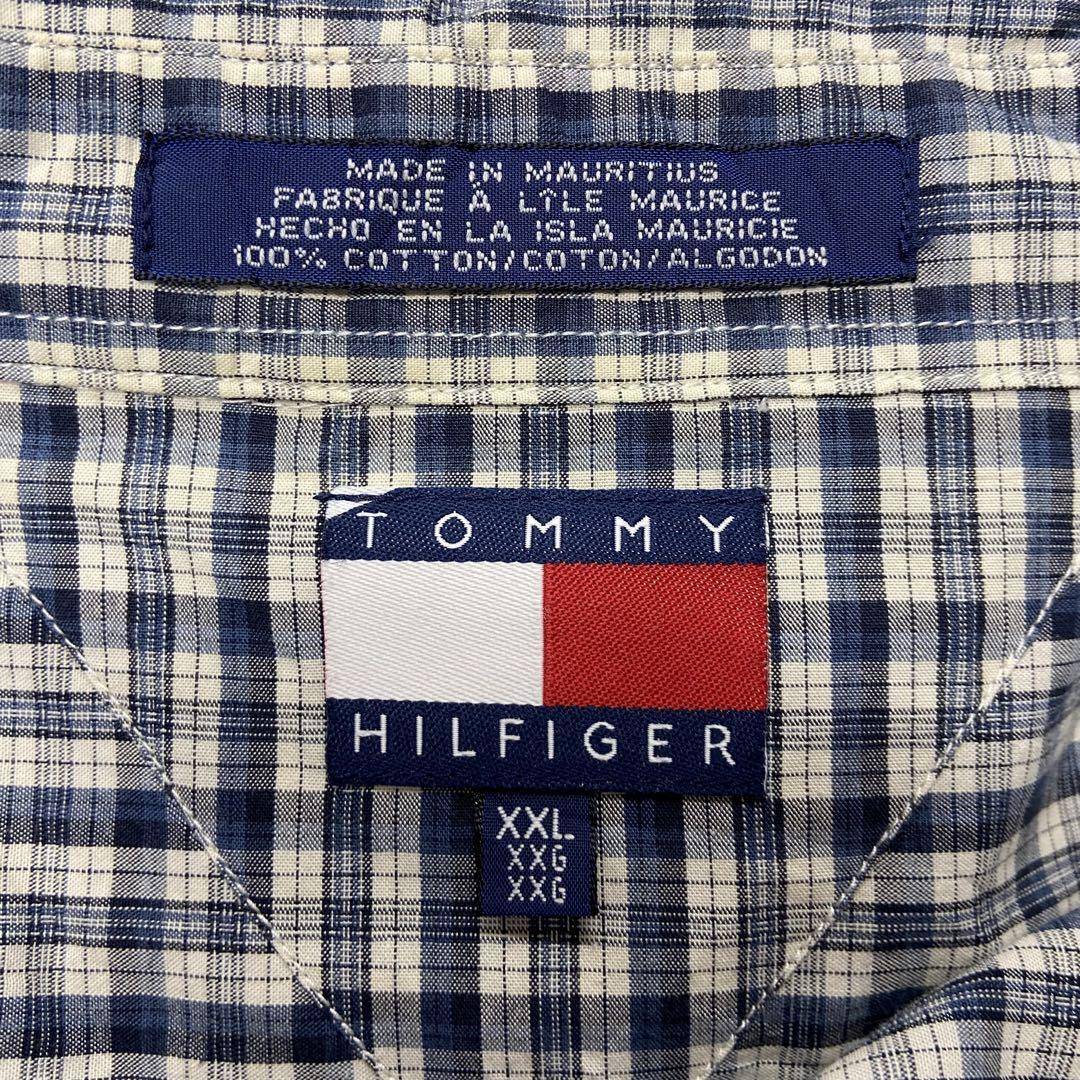 MADE IN MAURITIUS
FABRIQUE À L'ÎLE MAURICE
HECHO EN LA ISLA MAURICIE
100% COTTON/COTON/ALGODON
TOMMY
HILFIGER
XXL
XXG
XXG